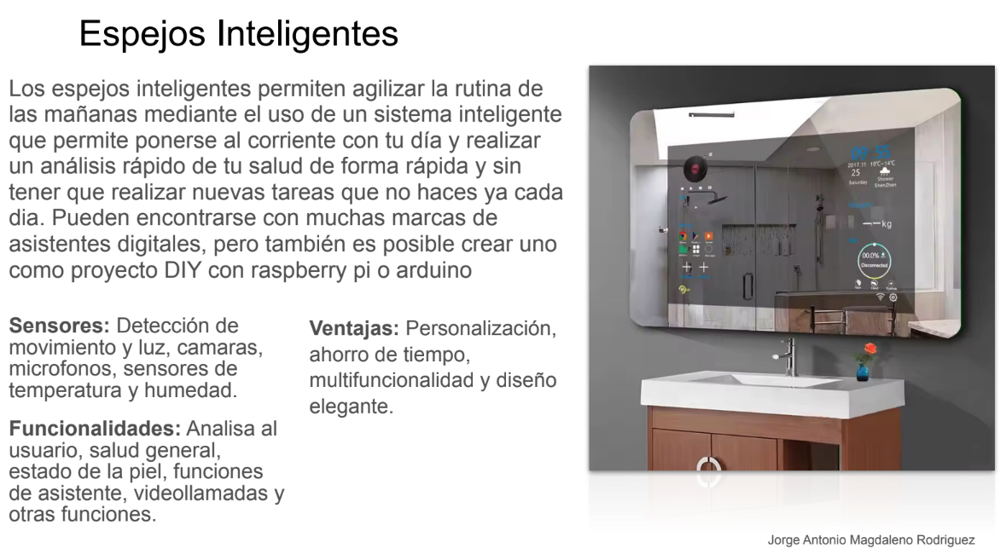 Espejos Inteligentes
Los espejos inteligentes permiten agilizar la rutina de
las mañanas mediante el uso de un sistema inteligente
que permite ponerse al corriente con tu día y realizar
un análisis rápido de tu salud de forma rápida y sin
tener que realizar nuevas tareas que no haces ya cada
dia. Pueden encontrarse con muchas marcas de
asistentes digitales, pero también es posible crear uno
como proyecto DIY con raspberry pi o arduino
Sensores: Detección de
movimiento y luz, camaras,
microfonos, sensores de
temperatura y humedad.
Funcionalidades: Analisa al
usuario, salud general,
estado de la piel, funciones
de asistente, videollamadas y
otras funciones.
Ventajas: Personalización,
ahorro de tiempo,
multifuncionalidad y diseño
elegante.
09:55
2017.11 18°C~14°C
25
Saturday
Shower
ShanZhen
kg
00.0%
Disconnected
Jorge Antonio Magdaleno Rodriguez